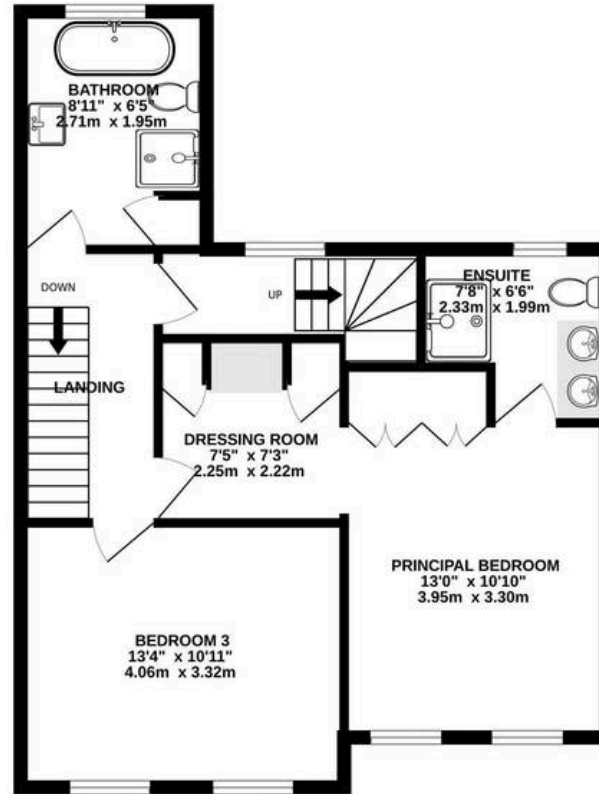 BATHROOM
8'11" x 6'5"
2.71m x 1.95m
DOWN
UP
ENSUITE
7'8" x 6'6"
2.33m x 1.99m
LANDING
DRESSING ROOM
7'5" x 7'3"
2.25m x 2.22m
PRINCIPAL BEDROOM
13'0" x 10'10"
3.95m x 3.30m
BEDROOM 3
13'4" x 10'11"
4.06m x 3.32m